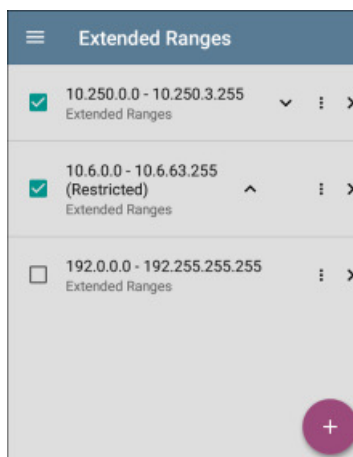 Extended Ranges
10.250.0.0 - 10.250.3.255
Extended Ranges
10.6.0.0 - 10.6.63.255
(Restricted)
Extended Ranges
192.0.0.0 - 192.255.255.255
Extended Ranges